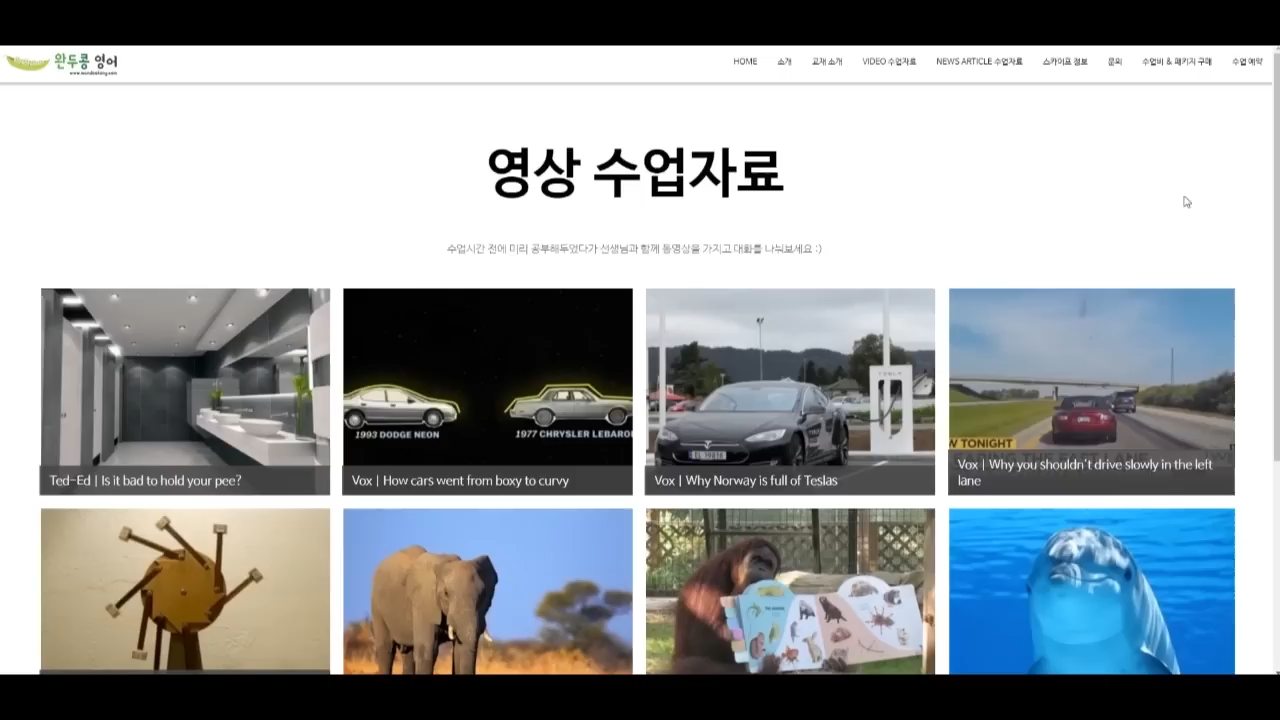 완두콩 영어
HOME 소개 교재 소개 VIDEO 수업자료 NEWS ARTICLE 수업자료 스카이프 정보 문의 수업비 & 패키지 구매 수업 예약
영상 수업자료
수업시간 전에 미리 공부해두었다가 선생님과 함께 동영상을 가지고 대화를 나눠보세요 :)
1993 DODGE NEON
1977 CHRYSLER LEBARO
TESLA
W TONIGHT
Ted-Ed | Is it bad to hold your pee?
Vox | How cars went from boxy to curvy
Vox | Why Norway is full of Teslas
Vox | Why you shouldn't drive slowly in the left
lane